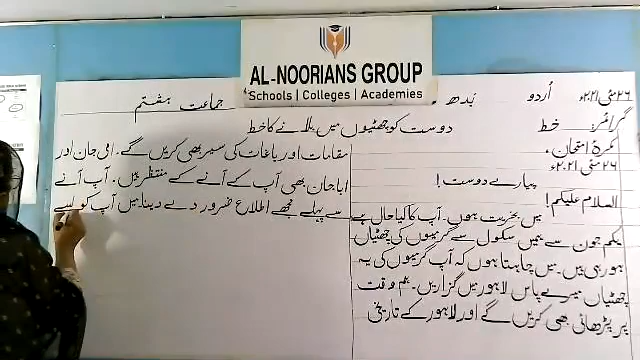 AL-NOORIANS GROUP
Schools | Colleges | Academies
۲۶ مئی ۲۰۲۱ء اُردو بُدھ جماعت ہشتم
گرائمر: خط دوست کو چھٹیوں میں بلانے کا خط
کمرۂ امتحان،
۲۶ مئی ۲۰۲۱ء
پیارے دوست!
السلام علیکم!
میں بخیریت ہوں۔ آپ کا کیا حال ہے
یکم جون سے ہمیں سکول سے گرمیوں کی چھٹیاں
ہو رہی ہیں۔ میں چاہتا ہوں کہ آپ گرمیوں کی یہ
چھٹیاں میرے پاس لاہور میں گزاریں۔ ہم وقت
پر پڑھائی بھی کریں گے اور لاہور کے تاریخی
مقامات اور باغات کی سیر بھی کریں گے۔ امی جان اور
ابا جان بھی آپ کے آنے کے منتظر ہیں۔ آپ آنے
سے پہلے مجھے اطلاع ضرور دے دینا میں آپ کو لینے